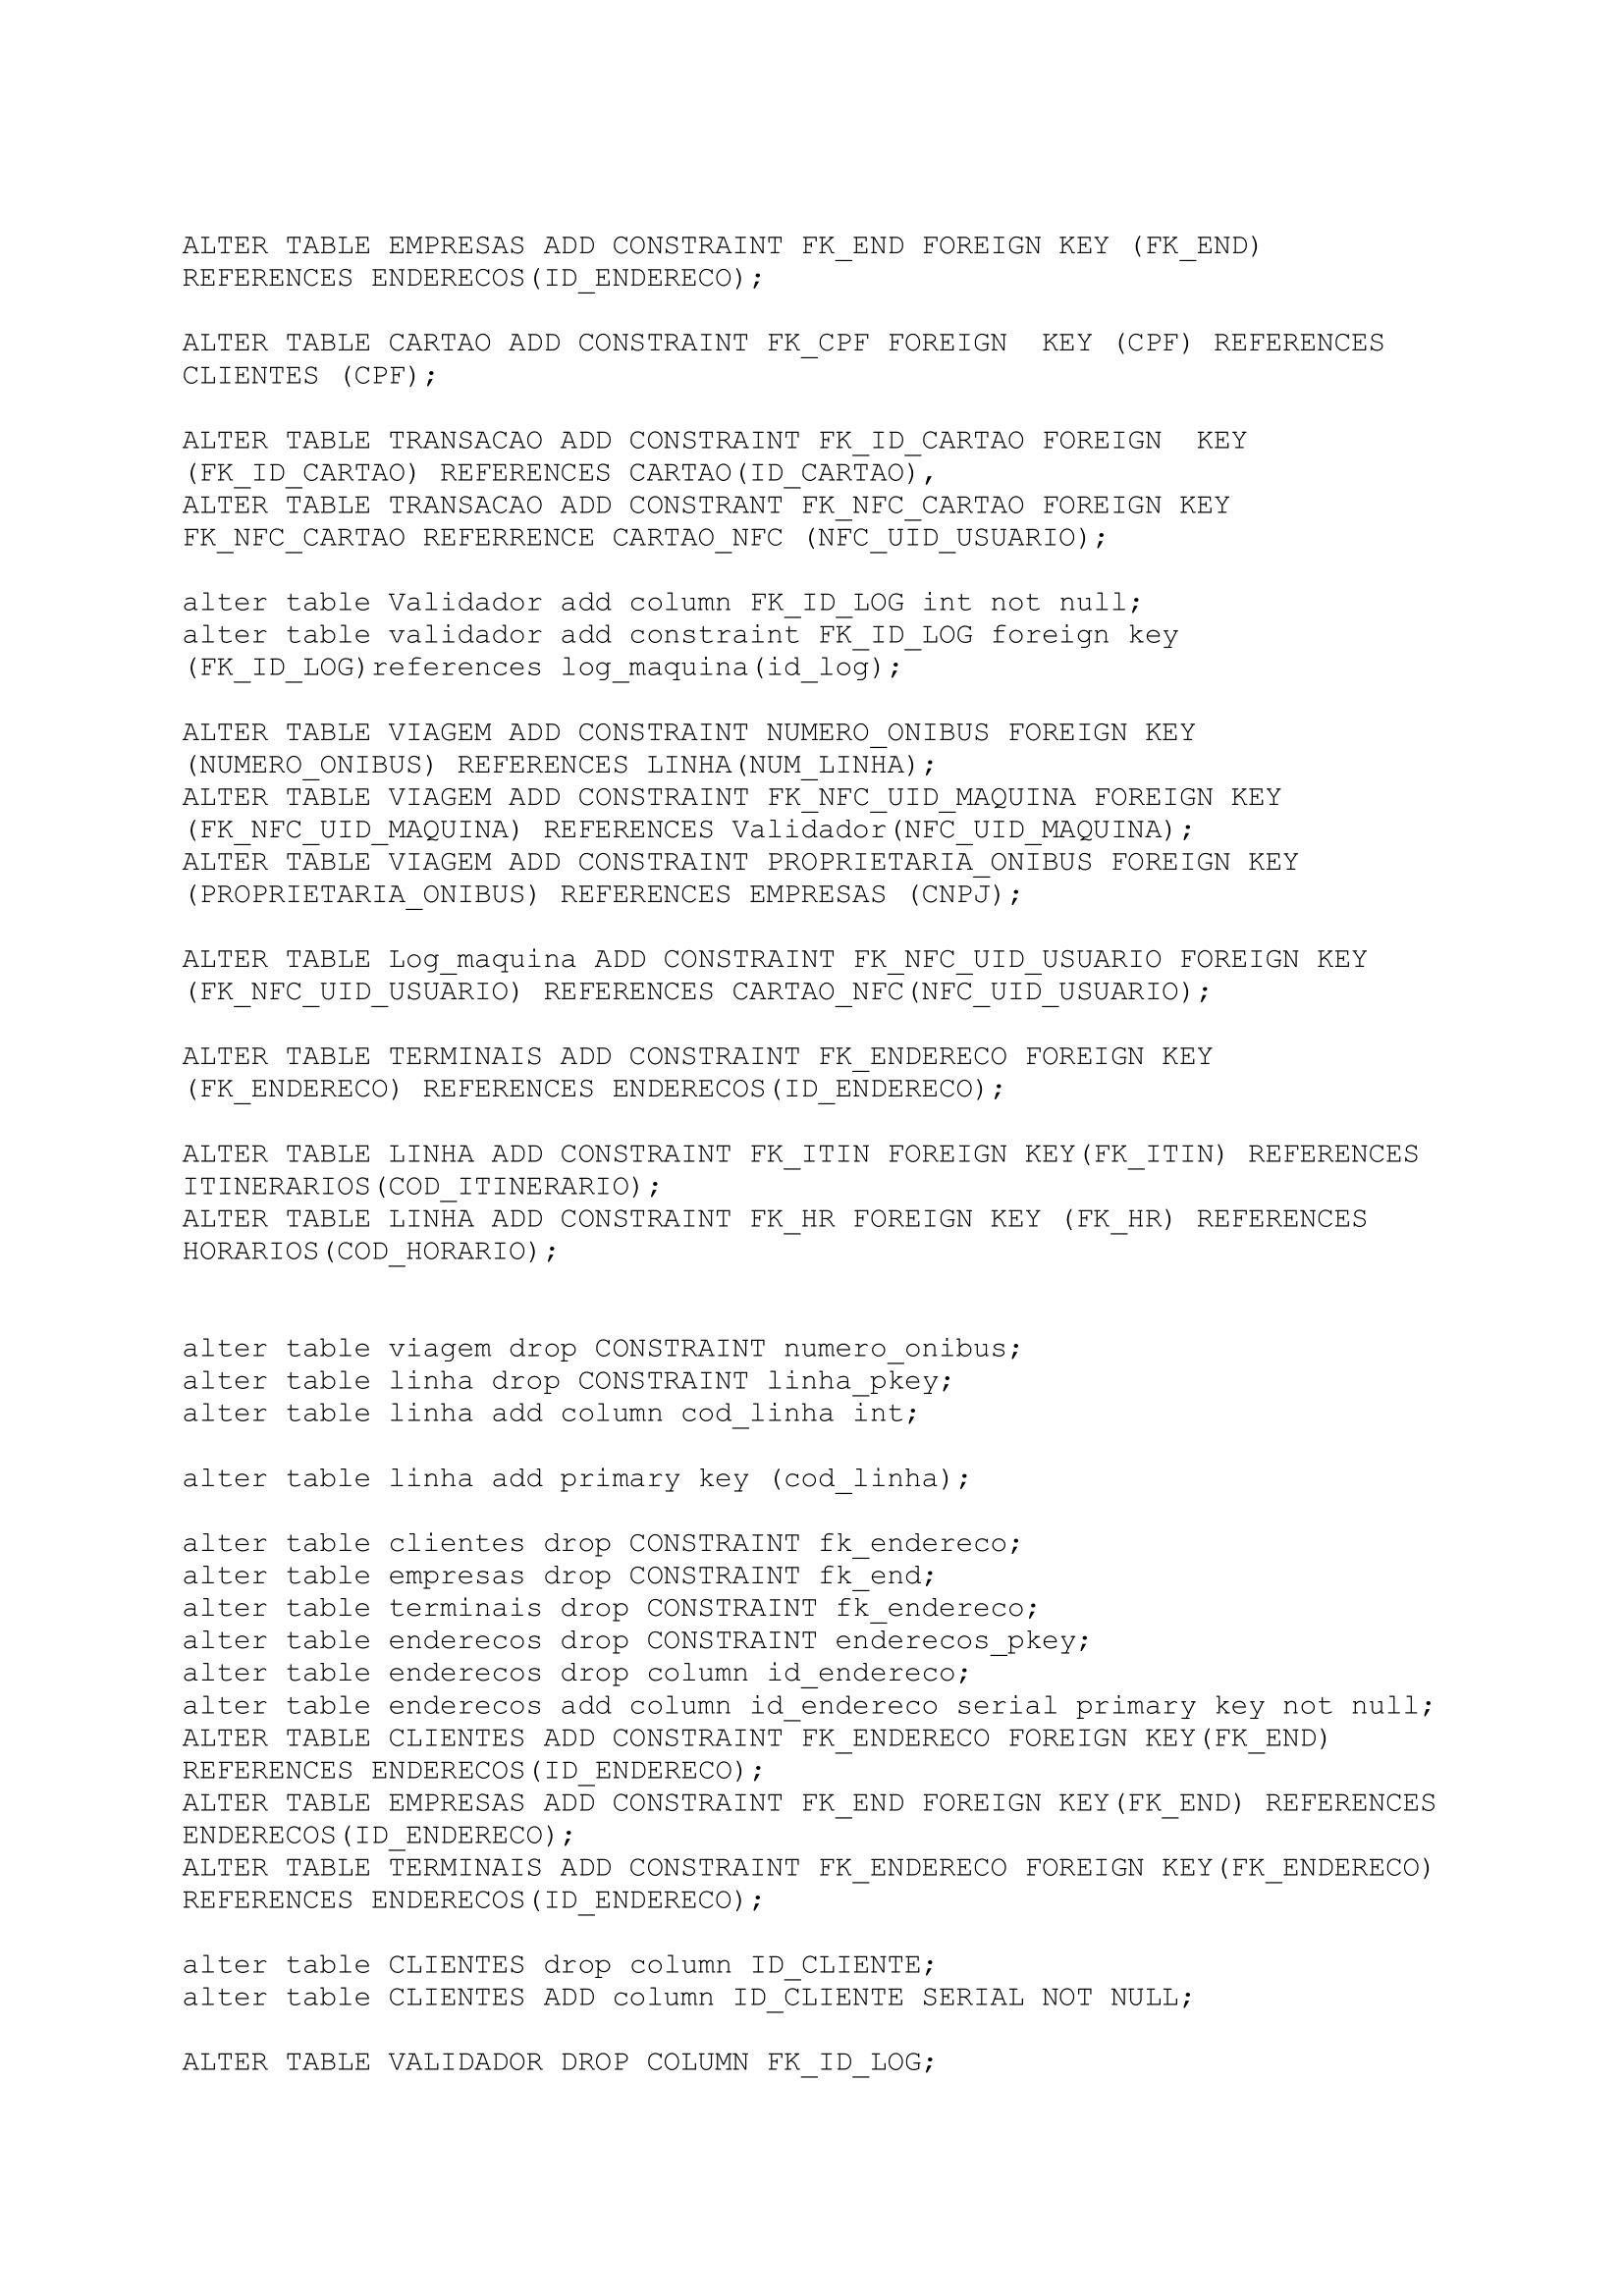 ALTER TABLE EMPRESAS ADD CONSTRAINT FK_END FOREIGN KEY (FK_END)
REFERENCES ENDERECOS(ID_ENDERECO);
ALTER TABLE CARTAO ADD CONSTRAINT FK_CPF FOREIGN  KEY (CPF) REFERENCES
CLIENTES (CPF);
ALTER TABLE TRANSACAO ADD CONSTRAINT FK_ID_CARTAO FOREIGN  KEY
(FK_ID_CARTAO) REFERENCES CARTAO(ID_CARTAO),
ALTER TABLE TRANSACAO ADD CONSTRANT FK_NFC_CARTAO FOREIGN KEY
FK_NFC_CARTAO REFERRENCE CARTAO_NFC (NFC_UID_USUARIO);
alter table Validador add column FK_ID_LOG int not null;
alter table validador add constraint FK_ID_LOG foreign key
(FK_ID_LOG)references log_maquina(id_log);
ALTER TABLE VIAGEM ADD CONSTRAINT NUMERO_ONIBUS FOREIGN KEY
(NUMERO_ONIBUS) REFERENCES LINHA(NUM_LINHA);
ALTER TABLE VIAGEM ADD CONSTRAINT FK_NFC_UID_MAQUINA FOREIGN KEY
(FK_NFC_UID_MAQUINA) REFERENCES Validador(NFC_UID_MAQUINA);
ALTER TABLE VIAGEM ADD CONSTRAINT PROPRIETARIA_ONIBUS FOREIGN KEY
(PROPRIETARIA_ONIBUS) REFERENCES EMPRESAS (CNPJ);
ALTER TABLE Log_maquina ADD CONSTRAINT FK_NFC_UID_USUARIO FOREIGN KEY
(FK_NFC_UID_USUARIO) REFERENCES CARTAO_NFC(NFC_UID_USUARIO);
ALTER TABLE TERMINAIS ADD CONSTRAINT FK_ENDERECO FOREIGN KEY
(FK_ENDERECO) REFERENCES ENDERECOS(ID_ENDERECO);
ALTER TABLE LINHA ADD CONSTRAINT FK_ITIN FOREIGN KEY(FK_ITIN) REFERENCES
ITINERARIOS(COD_ITINERARIO);
ALTER TABLE LINHA ADD CONSTRAINT FK_HR FOREIGN KEY (FK_HR) REFERENCES
HORARIOS(COD_HORARIO);
alter table viagem drop CONSTRAINT numero_onibus;
alter table linha drop CONSTRAINT linha_pkey;
alter table linha add column cod_linha int;
alter table linha add primary key (cod_linha);
alter table clientes drop CONSTRAINT fk_endereco;
alter table empresas drop CONSTRAINT fk_end;
alter table terminais drop CONSTRAINT fk_endereco;
alter table enderecos drop CONSTRAINT enderecos_pkey;
alter table enderecos drop column id_endereco;
alter table enderecos add column id_endereco serial primary key not null;
ALTER TABLE CLIENTES ADD CONSTRAINT FK_ENDERECO FOREIGN KEY(FK_END)
REFERENCES ENDERECOS(ID_ENDERECO);
ALTER TABLE EMPRESAS ADD CONSTRAINT FK_END FOREIGN KEY(FK_END) REFERENCES
ENDERECOS(ID_ENDERECO);
ALTER TABLE TERMINAIS ADD CONSTRAINT FK_ENDERECO FOREIGN KEY(FK_ENDERECO)
REFERENCES ENDERECOS(ID_ENDERECO);
alter table CLIENTES drop column ID_CLIENTE;
alter table CLIENTES ADD column ID_CLIENTE SERIAL NOT NULL;
ALTER TABLE VALIDADOR DROP COLUMN FK_ID_LOG;